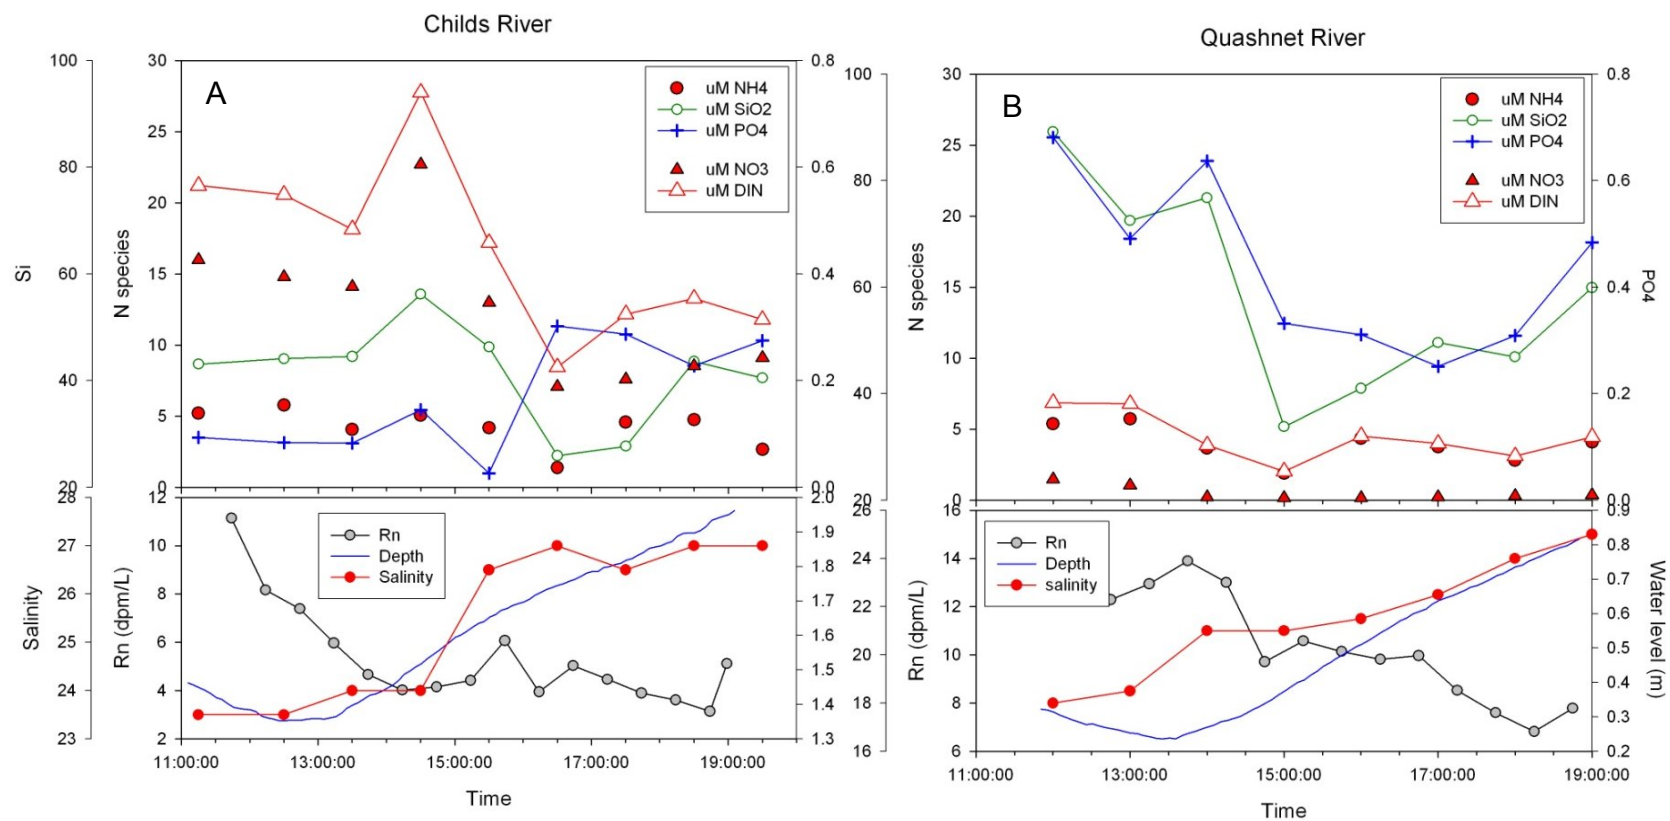 Childs River
Quashnet River
A
100
80
60
40
20
Si
30
25
20
15
10
5
0
N species
0.8
0.6
0.4
0.2
0.0
uM NH4
uM SiO2
uM PO4
uM NO3
uM DIN
28
27
26
25
24
23
Salinity
12
10
8
6
4
2
Rn (dpm/L)
2.0
1.9
1.8
1.7
1.6
1.5
1.4
1.3
Rn
Depth
Salinity
11:00:00
13:00:00
15:00:00
17:00:00
19:00:00
Time
B
100
80
60
40
20
30
25
20
15
10
5
0
N species
0.8
0.6
0.4
0.2
0.0
PO4
uM NH4
uM SiO2
uM PO4
uM NO3
uM DIN
26
24
22
20
18
16
16
14
12
10
8
6
Rn (dpm/L)
0.9
0.8
0.7
0.6
0.5
0.4
0.3
0.2
Water level (m)
Rn
Depth
salinity
11:00:00
13:00:00
15:00:00
17:00:00
19:00:00
Time